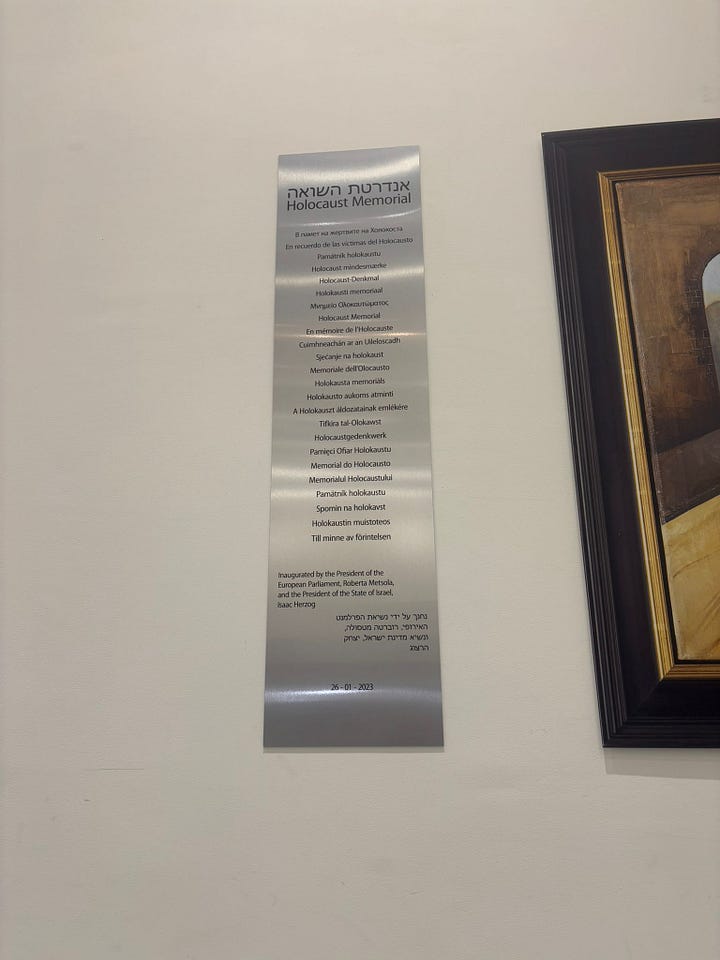 אנדרטת השואה
Holocaust Memorial
В памет на жертвите на Холокоста
En recuerdo de las víctimas del Holocausto
Památník holokaustu
Holocaust mindesmærke
Holocaust-Denkmal
Holokausti memoriaal
Μνημείο Ολοκαυτώματος
Holocaust Memorial
En mémoire de l'Holocauste
Cuimhneachán ar an Uileloscadh
Sjećanje na holokaust
Memoriale dell'Olocausto
Holokausta memoriāls
Holokausto aukoms atminti
A Holokauszt áldozatainak emlékére
Tifkira tal-Olokawst
Holocaustgedenkwerk
Pamięci Ofiar Holokaustu
Memorial do Holocausto
Memorialul Holocaustului
Pamätník holokaustu
Spomin na holokavst
Holokaustin muistoteos
Till minne av förintelsen
Inaugurated by the President of the
European Parliament, Roberta Metsola,
and the President of the State of Israel,
Isaac Herzog
נחנך על ידי נשיאת הפרלמנט
האירופי, רוברטה מטסולה,
ונשיא מדינת ישראל, יצחק
הרצוג
26 - 01 - 2023